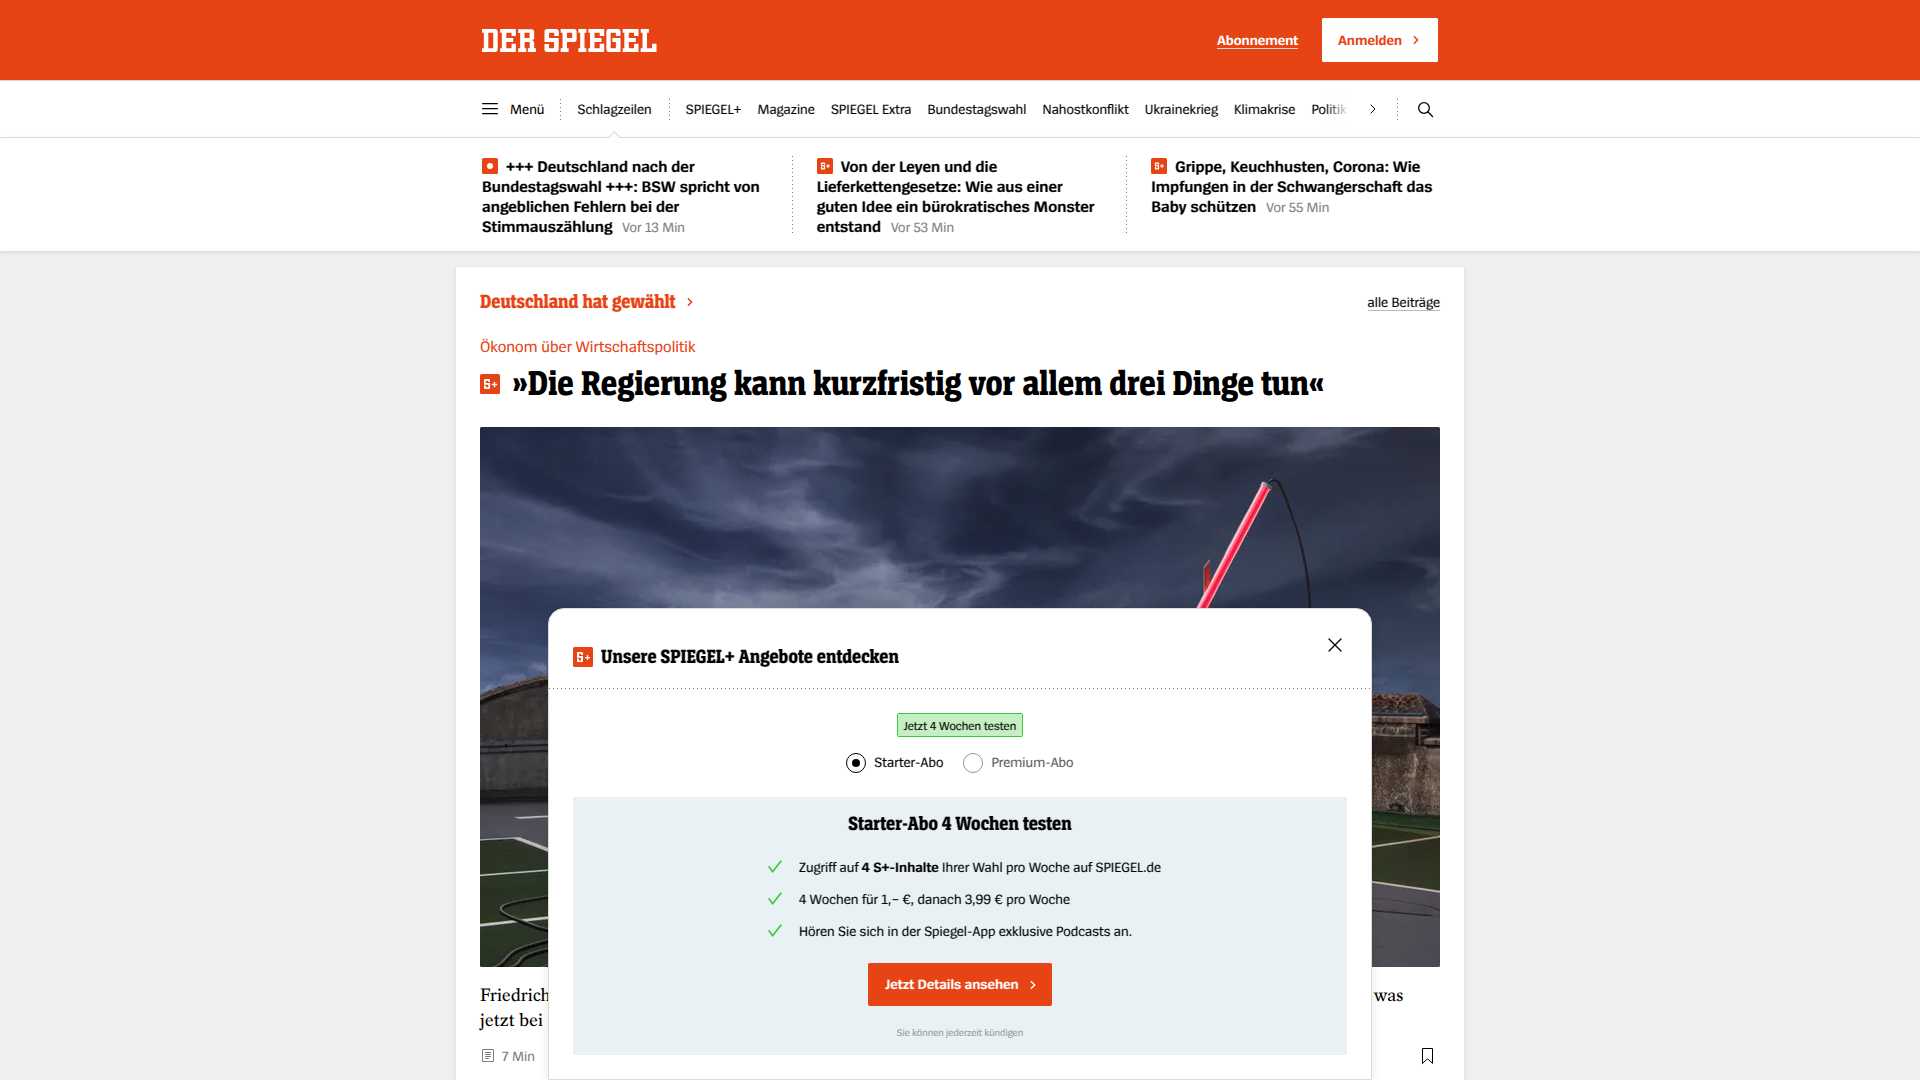 DER SPIEGEL
Abonnement
Anmelden
Menü
Schlagzeilen
SPIEGEL+
Magazine
SPIEGEL Extra
Bundestagswahl
Nahostkonflikt
Ukrainekrieg
Klimakrise
Politik
+++ Deutschland nach der
Bundestagswahl +++: BSW spricht von
angeblichen Fehlern bei der
Stimmauszählung Vor 13 Min
S+ Von der Leyen und die
Lieferkettengesetze: Wie aus einer
guten Idee ein bürokratisches Monster
entstand Vor 53 Min
S+ Grippe, Keuchhusten, Corona: Wie
Impfungen in der Schwangerschaft das
Baby schützen Vor 55 Min
Deutschland hat gewählt
alle Beiträge
Ökonom über Wirtschaftspolitik
S+ »Die Regierung kann kurzfristig vor allem drei Dinge tun«
S+ Unsere SPIEGEL+ Angebote entdecken
Jetzt 4 Wochen testen
Starter-Abo
Premium-Abo
Starter-Abo 4 Wochen testen
Zugriff auf 4 S+-Inhalte Ihrer Wahl pro Woche auf SPIEGEL.de
4 Wochen für 1,– €, danach 3,99 € pro Woche
Hören Sie sich in der Spiegel-App exklusive Podcasts an.
Jetzt Details ansehen
Sie können jederzeit kündigen
Friedrich
was
jetzt bei
7 Min